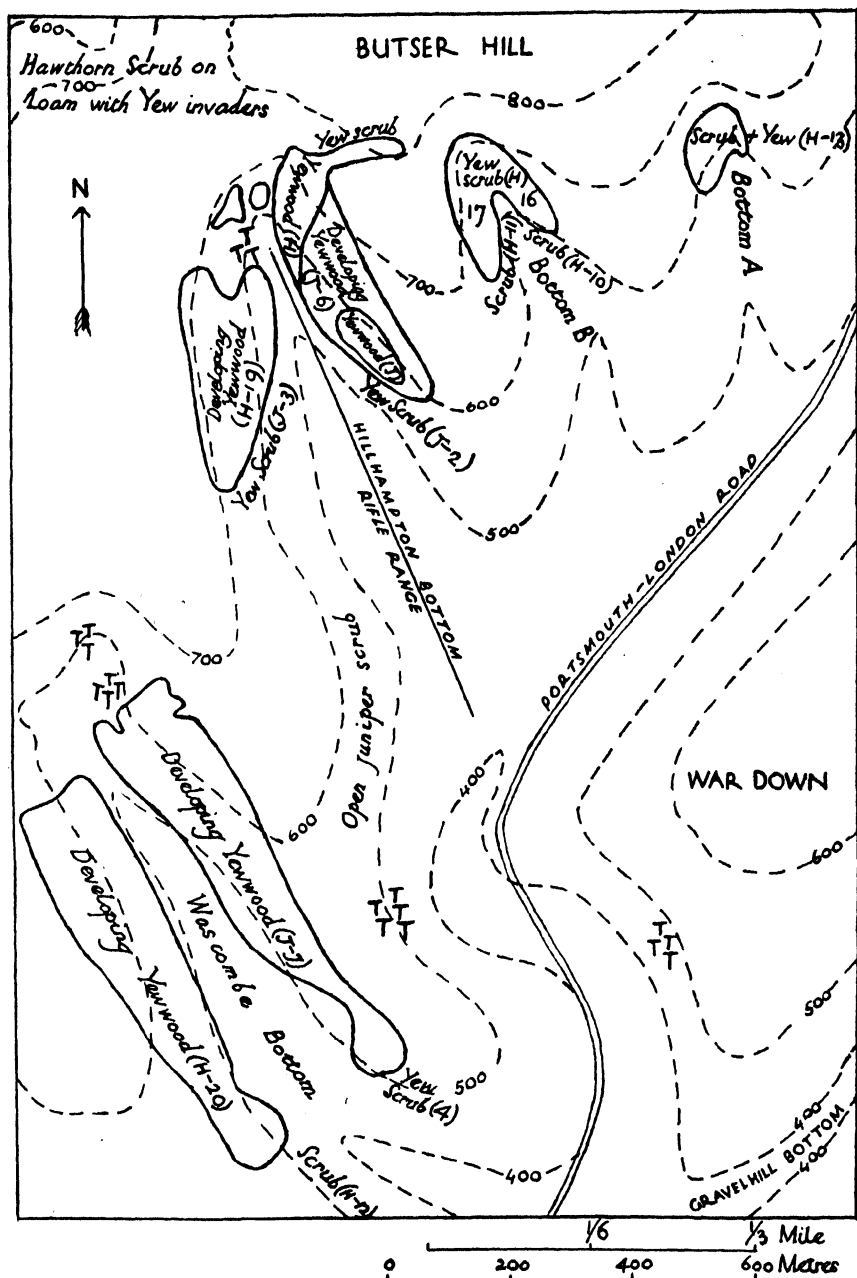 600
BUTSER HILL
Hawthorn Scrub on
700
Loam with Yew invaders
800
Yew scrub
Yew
scrub(H)
16
17
Scrub + Yew (H-13)
Bottom A
N
Yewwood (H)
Developing
Yewwood
(J-6)
Yewwood(J)
Scrub(H-11)
Scrub(H-10)
Bottom B
700
T T T
Developing
Yewwood
(H-19)
Yew Scrub(J-3)
Yew Scrub(J-2)
600
HILLHAMPTON BOTTOM
RIFLE RANGE
500
PORTSMOUTH-LONDON ROAD
T T T
700
T T T T
Open Juniper scrub
400
WAR DOWN
Developing Yewwood(J-1)
600
600
Developing Yewwood(H-20)
Wascombe Bottom
T T T T T
T T T T
500
Yew
Scrub(4)
500
400
GRAVELHILL BOTTOM
400
Scrub(H-12)
400
1/6 1/3 Mile
0 200 400 600 Metres